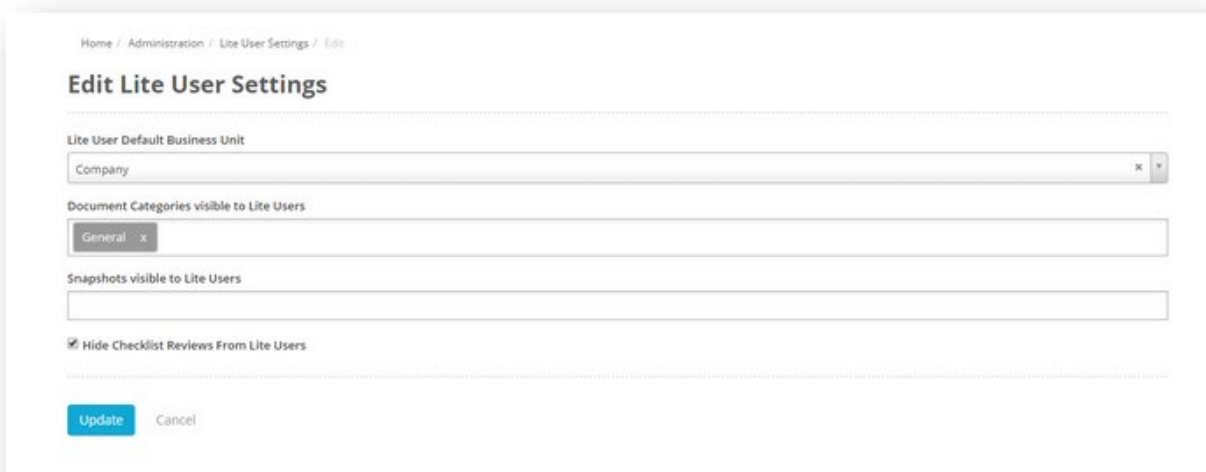 Home / Administration / Lite User Settings / Edit
Edit Lite User Settings
Lite User Default Business Unit
Company x
Document Categories visible to Lite Users
General x
Snapshots visible to Lite Users
Hide Checklist Reviews From Lite Users
Update Cancel